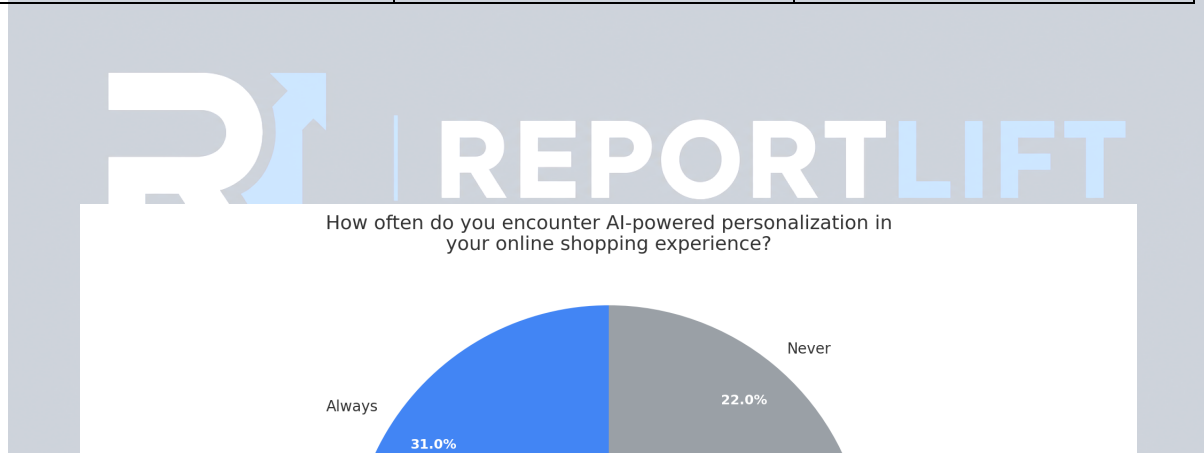 REPORTLIFT
How often do you encounter AI-powered personalization in
your online shopping experience?
Never
22.0%
Always
31.0%